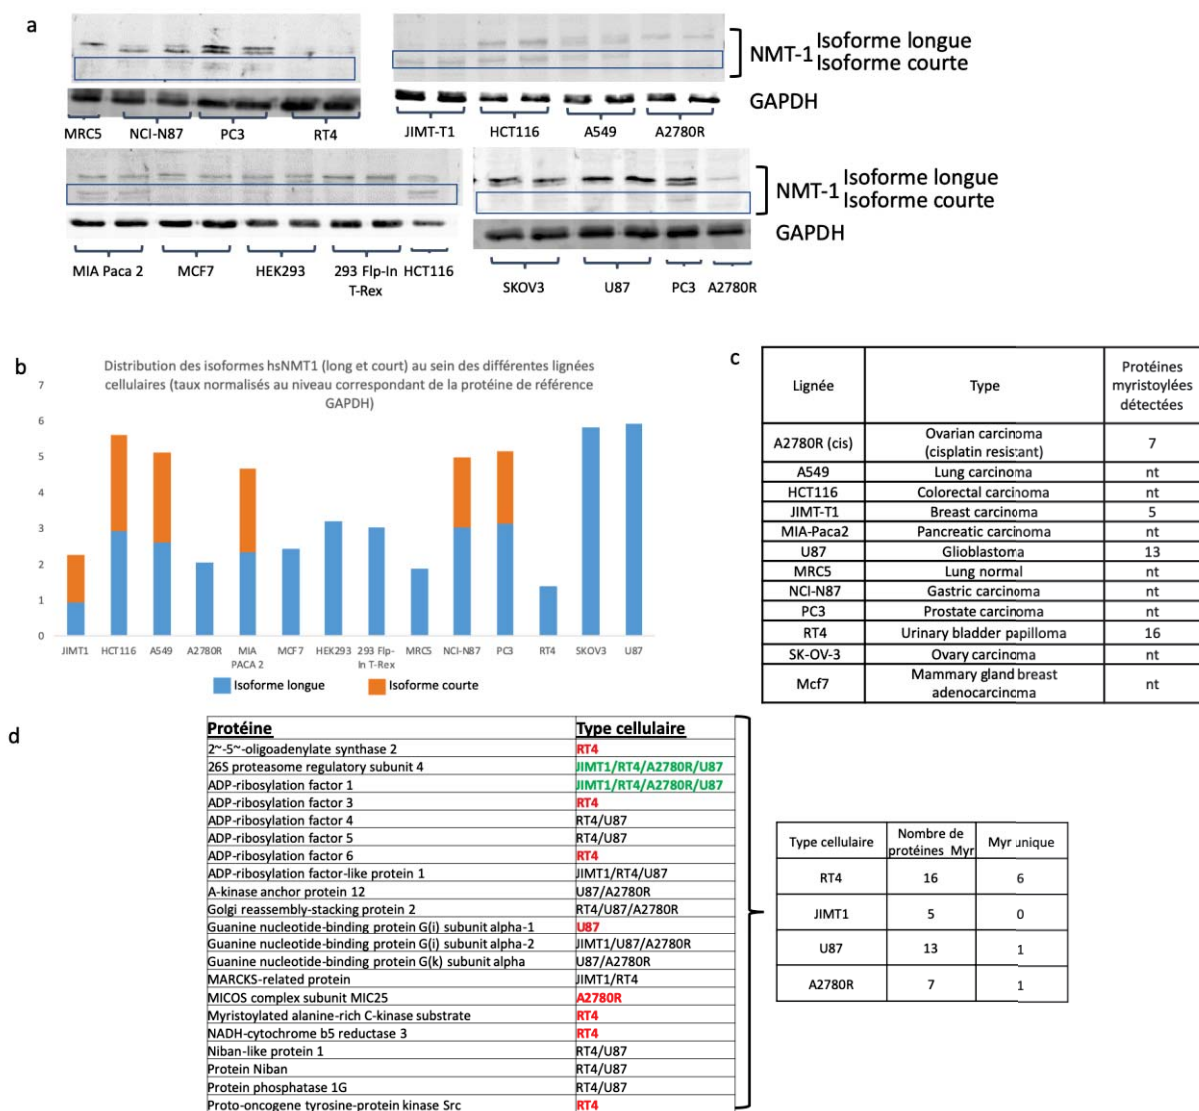 a
NMT-1
Isoforme longue
Isoforme courte
GAPDH
MRC5 NCI-N87 PC3 RT4
JIMT-T1 HCT116 A549 A2780R
NMT-1
Isoforme longue
Isoforme courte
GAPDH
MIA Paca 2 MCF7 HEK293 293 Flp-In HCT116
T-Rex
SKOV3 U87 PC3 A2780R
b
Distribution des isoformes hsNMT1 (long et court) au sein des différentes lignées
cellulaires (taux normalisés au niveau correspondant de la protéine de référence
GAPDH)
7
6
5
4
3
2
1
0
JIMT1 HCT116 A549 A2780R MIA MCF7 HEK293 293 Flp- MRC5 NCI-N87 PC3 RT4 SKOV3 U87
PACA 2 In T-Rex
Isoforme longue Isoforme courte
c
Lignée Type Protéines
myristoylées
détectées
A2780R (cis) Ovarian carcinoma
(cisplatin resistant) 7
A549 Lung carcinoma nt
HCT116 Colorectal carcinoma nt
JIMT-T1 Breast carcinoma 5
MIA-Paca2 Pancreatic carcinoma nt
U87 Glioblastoma 13
MRC5 Lung normal nt
NCI-N87 Gastric carcinoma nt
PC3 Prostate carcinoma nt
RT4 Urinary bladder papilloma 16
SK-OV-3 Ovary carcinoma nt
Mcf7 Mammary gland breast
adenocarcinoma nt
d
Protéine Type cellulaire
2~-5~-oligoadenylate synthase 2 RT4
26S proteasome regulatory subunit 4 JIMT1/RT4/A2780R/U87
ADP-ribosylation factor 1 JIMT1/RT4/A2780R/U87
ADP-ribosylation factor 3 RT4
ADP-ribosylation factor 4 RT4/U87
ADP-ribosylation factor 5 RT4/U87
ADP-ribosylation factor 6 RT4
ADP-ribosylation factor-like protein 1 JIMT1/RT4/U87
A-kinase anchor protein 12 U87/A2780R
Golgi reassembly-stacking protein 2 RT4/U87/A2780R
Guanine nucleotide-binding protein G(i) subunit alpha-1 U87
Guanine nucleotide-binding protein G(i) subunit alpha-2 JIMT1/U87/A2780R
Guanine nucleotide-binding protein G(k) subunit alpha U87/A2780R
MARCKS-related protein JIMT1/RT4
MICOS complex subunit MIC25 A2780R
Myristoylated alanine-rich C-kinase substrate RT4
NADH-cytochrome b5 reductase 3 RT4
Niban-like protein 1 RT4/U87
Protein Niban RT4/U87
Protein phosphatase 1G RT4/U87
Proto-oncogene tyrosine-protein kinase Src RT4
Type cellulaire Nombre de
protéines Myr Myr unique
RT4 16 6
JIMT1 5 0
U87 13 1
A2780R 7 1